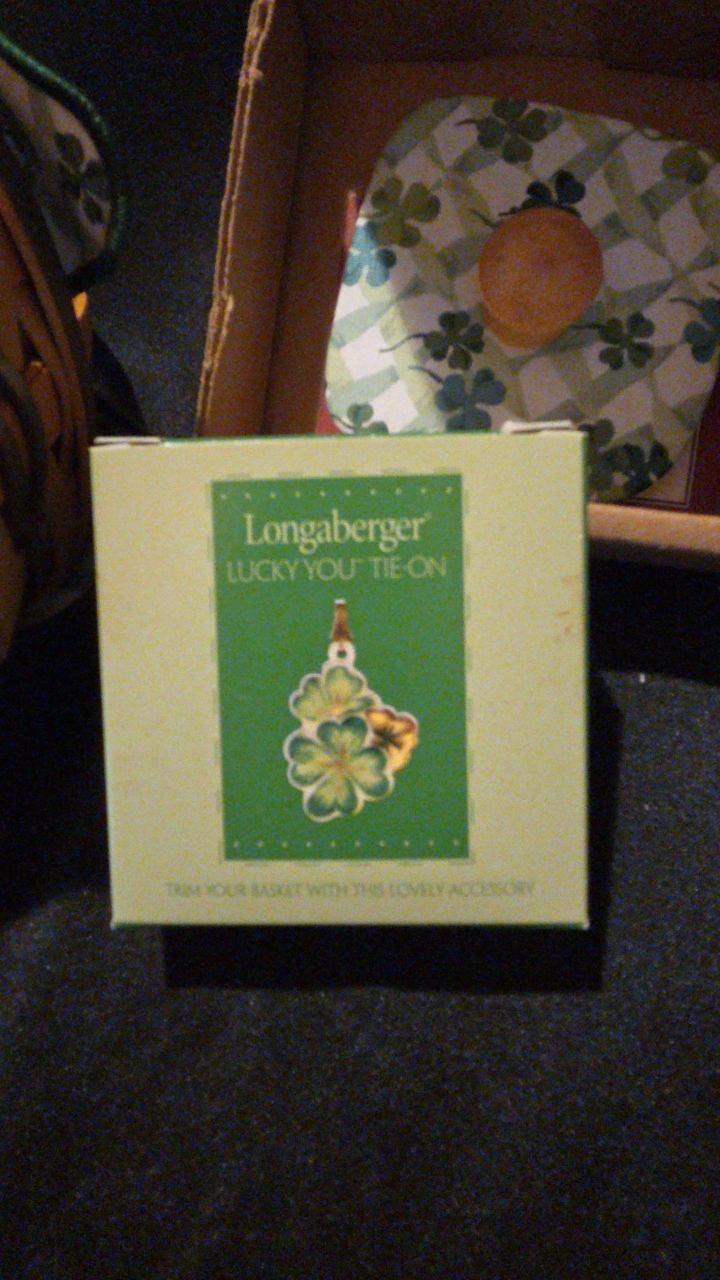 Longaberger®
LUCKY YOU™ TIE-ON
TRIM YOUR BASKET WITH THIS LOVELY ACCESSORY